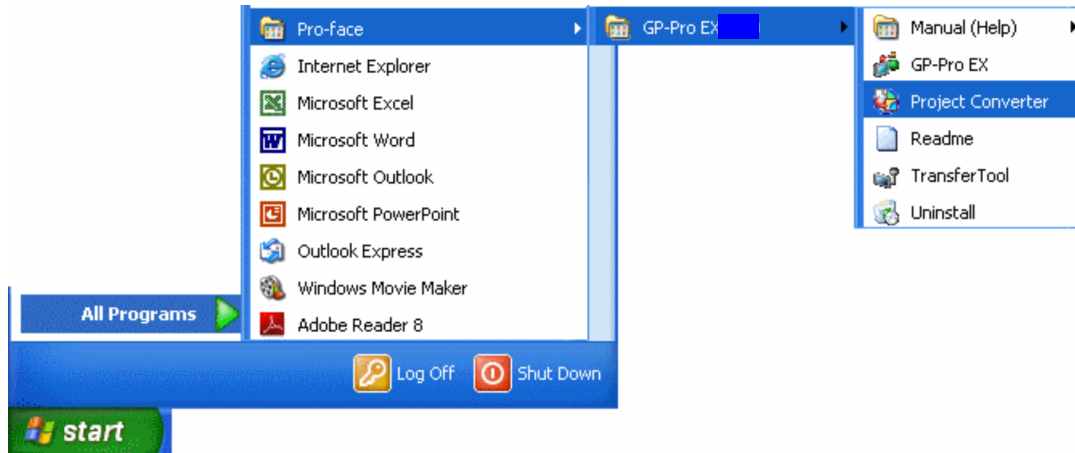 Pro-face
Internet Explorer
Microsoft Excel
Microsoft Word
Microsoft Outlook
Microsoft PowerPoint
Outlook Express
Windows Movie Maker
Adobe Reader 8
GP-Pro EX
Manual (Help)
GP-Pro EX
Project Converter
Readme
TransferTool
Uninstall
All Programs
Log Off
Shut Down
start